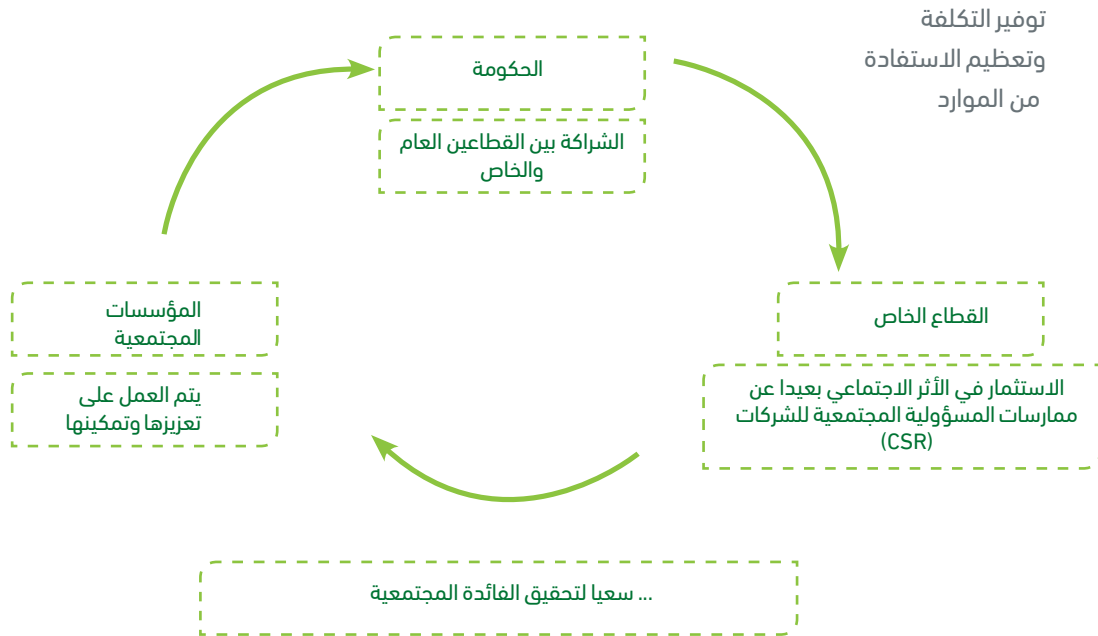 توفير التكلفة
وتعظيم الاستفادة
من الموارد
الحكومة
الشراكة بين القطاعين العام
والخاص
القطاع الخاص
الاستثمار في الأثر الاجتماعي بعيدا عن
ممارسات المسؤولية المجتمعية للشركات
(CSR)
المؤسسات
المجتمعية
يتم العمل على
تعزيزها وتمكينها
... سعيا لتحقيق الفائدة المجتمعية